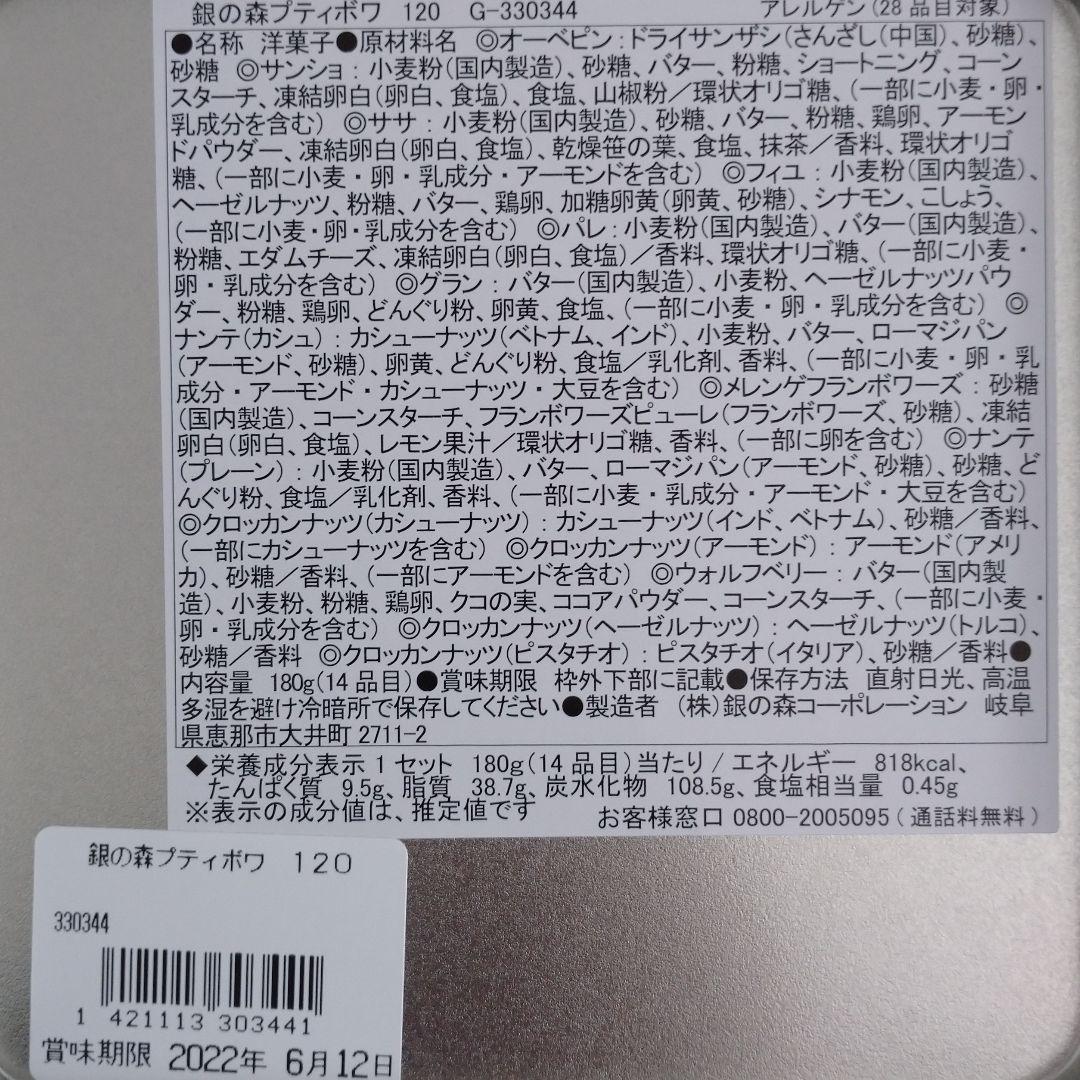 銀の森プティボワ 120 G-330344 アレルゲン(28品目対象)
●名称 洋菓子●原材料名 ◎オーベピン:ドライサンザシ(さんざし(中国)、砂糖)、
砂糖 ◎サンショ:小麦粉(国内製造)、砂糖、バター、粉糖、ショートニング、コーン
スターチ、凍結卵白(卵白、食塩)、食塩、山椒粉/環状オリゴ糖、(一部に小麦・卵・
乳成分を含む) ◎ササ:小麦粉(国内製造)、砂糖、バター、粉糖、鶏卵、アーモン
ドパウダー、凍結卵白(卵白、食塩)、乾燥笹の葉、食塩、抹茶/香料、環状オリゴ
糖、(一部に小麦・卵・乳成分・アーモンドを含む) ◎フィユ:小麦粉(国内製造)、
ヘーゼルナッツ、粉糖、バター、鶏卵、加糖卵黄(卵黄、砂糖)、シナモン、こしょう、
(一部に小麦・卵・乳成分を含む) ◎パレ:小麦粉(国内製造)、バター(国内製造)、
粉糖、エダムチーズ、凍結卵白(卵白、食塩)/香料、環状オリゴ糖、(一部に小麦・
卵・乳成分を含む) ◎グラン:バター(国内製造)、小麦粉、ヘーゼルナッツパウ
ダー、粉糖、鶏卵、どんぐり粉、卵黄、食塩、(一部に小麦・卵・乳成分を含む) ◎
ナンテ(カシュ):カシューナッツ(ベトナム、インド)、小麦粉、バター、ローマジパン
(アーモンド、砂糖)、卵黄、どんぐり粉、食塩/乳化剤、香料、(一部に小麦・卵・乳
成分・アーモンド・カシューナッツ・大豆を含む) ◎メレンゲフランボワーズ:砂糖
(国内製造)、コーンスターチ、フランボワーズピューレ(フランボワーズ、砂糖)、凍結
卵白(卵白、食塩)、レモン果汁/環状オリゴ糖、香料、(一部に卵を含む) ◎ナンテ
(プレーン):小麦粉(国内製造)、バター、ローマジパン(アーモンド、砂糖)、砂糖、ど
んぐり粉、食塩/乳化剤、香料、(一部に小麦・乳成分・アーモンド・大豆を含む)
◎クロッカンナッツ(カシューナッツ):カシューナッツ(インド、ベトナム)、砂糖/香料、
(一部にカシューナッツを含む) ◎クロッカンナッツ(アーモンド):アーモンド(アメリ
カ)、砂糖/香料、(一部にアーモンドを含む) ◎ウォルフベリー:バター(国内製
造)、小麦粉、粉糖、鶏卵、クコの実、ココアパウダー、コーンスターチ、(一部に小麦・
卵・乳成分を含む) ◎クロッカンナッツ(ヘーゼルナッツ):ヘーゼルナッツ(トルコ)、
砂糖/香料 ◎クロッカンナッツ(ピスタチオ):ピスタチオ(イタリア)、砂糖/香料●
内容量 180g(14品目)●賞味期限 枠外下部に記載●保存方法 直射日光、高温
多湿を避け冷暗所で保存してください●製造者 (株)銀の森コーポレーション 岐阜
県恵那市大井町2711-2
◆栄養成分表示1セット 180g(14品目)当たり/エネルギー 818kcal、
たんぱく質 9.5g、脂質 38.7g、炭水化物 108.5g、食塩相当量 0.45g
※表示の成分値は、推定値です お客様窓口0800-2005095(通話料無料)
銀の森プティボワ 120
330344
1 421113 303441
賞味期限 2022年 6月12日